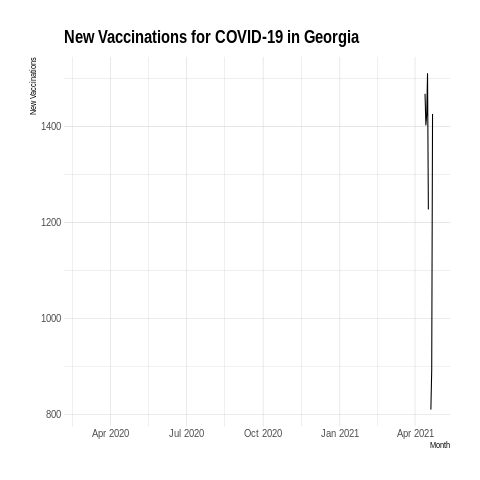 New Vaccinations for COVID-19 in Georgia
New Vaccinations
1400
1200
1000
800
Apr 2020 Jul 2020 Oct 2020 Jan 2021 Apr 2021
Month